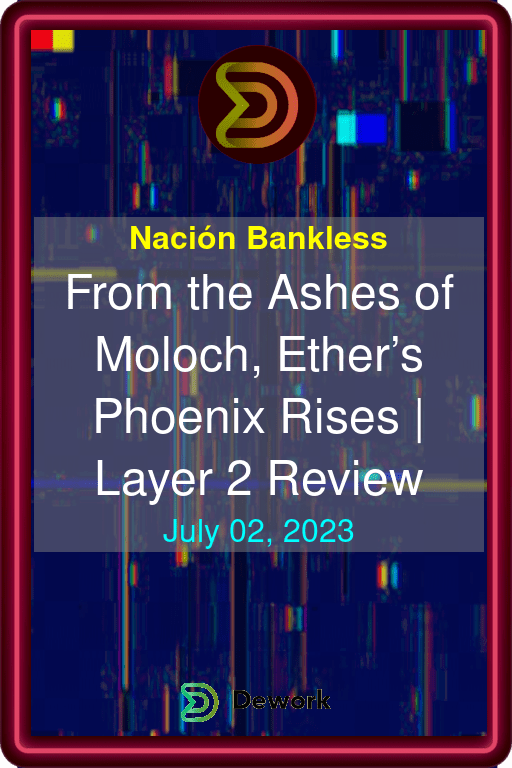 Nación Bankless
From the Ashes of
Moloch, Ether’s
Phoenix Rises |
Layer 2 Review
July 02, 2023
Dework